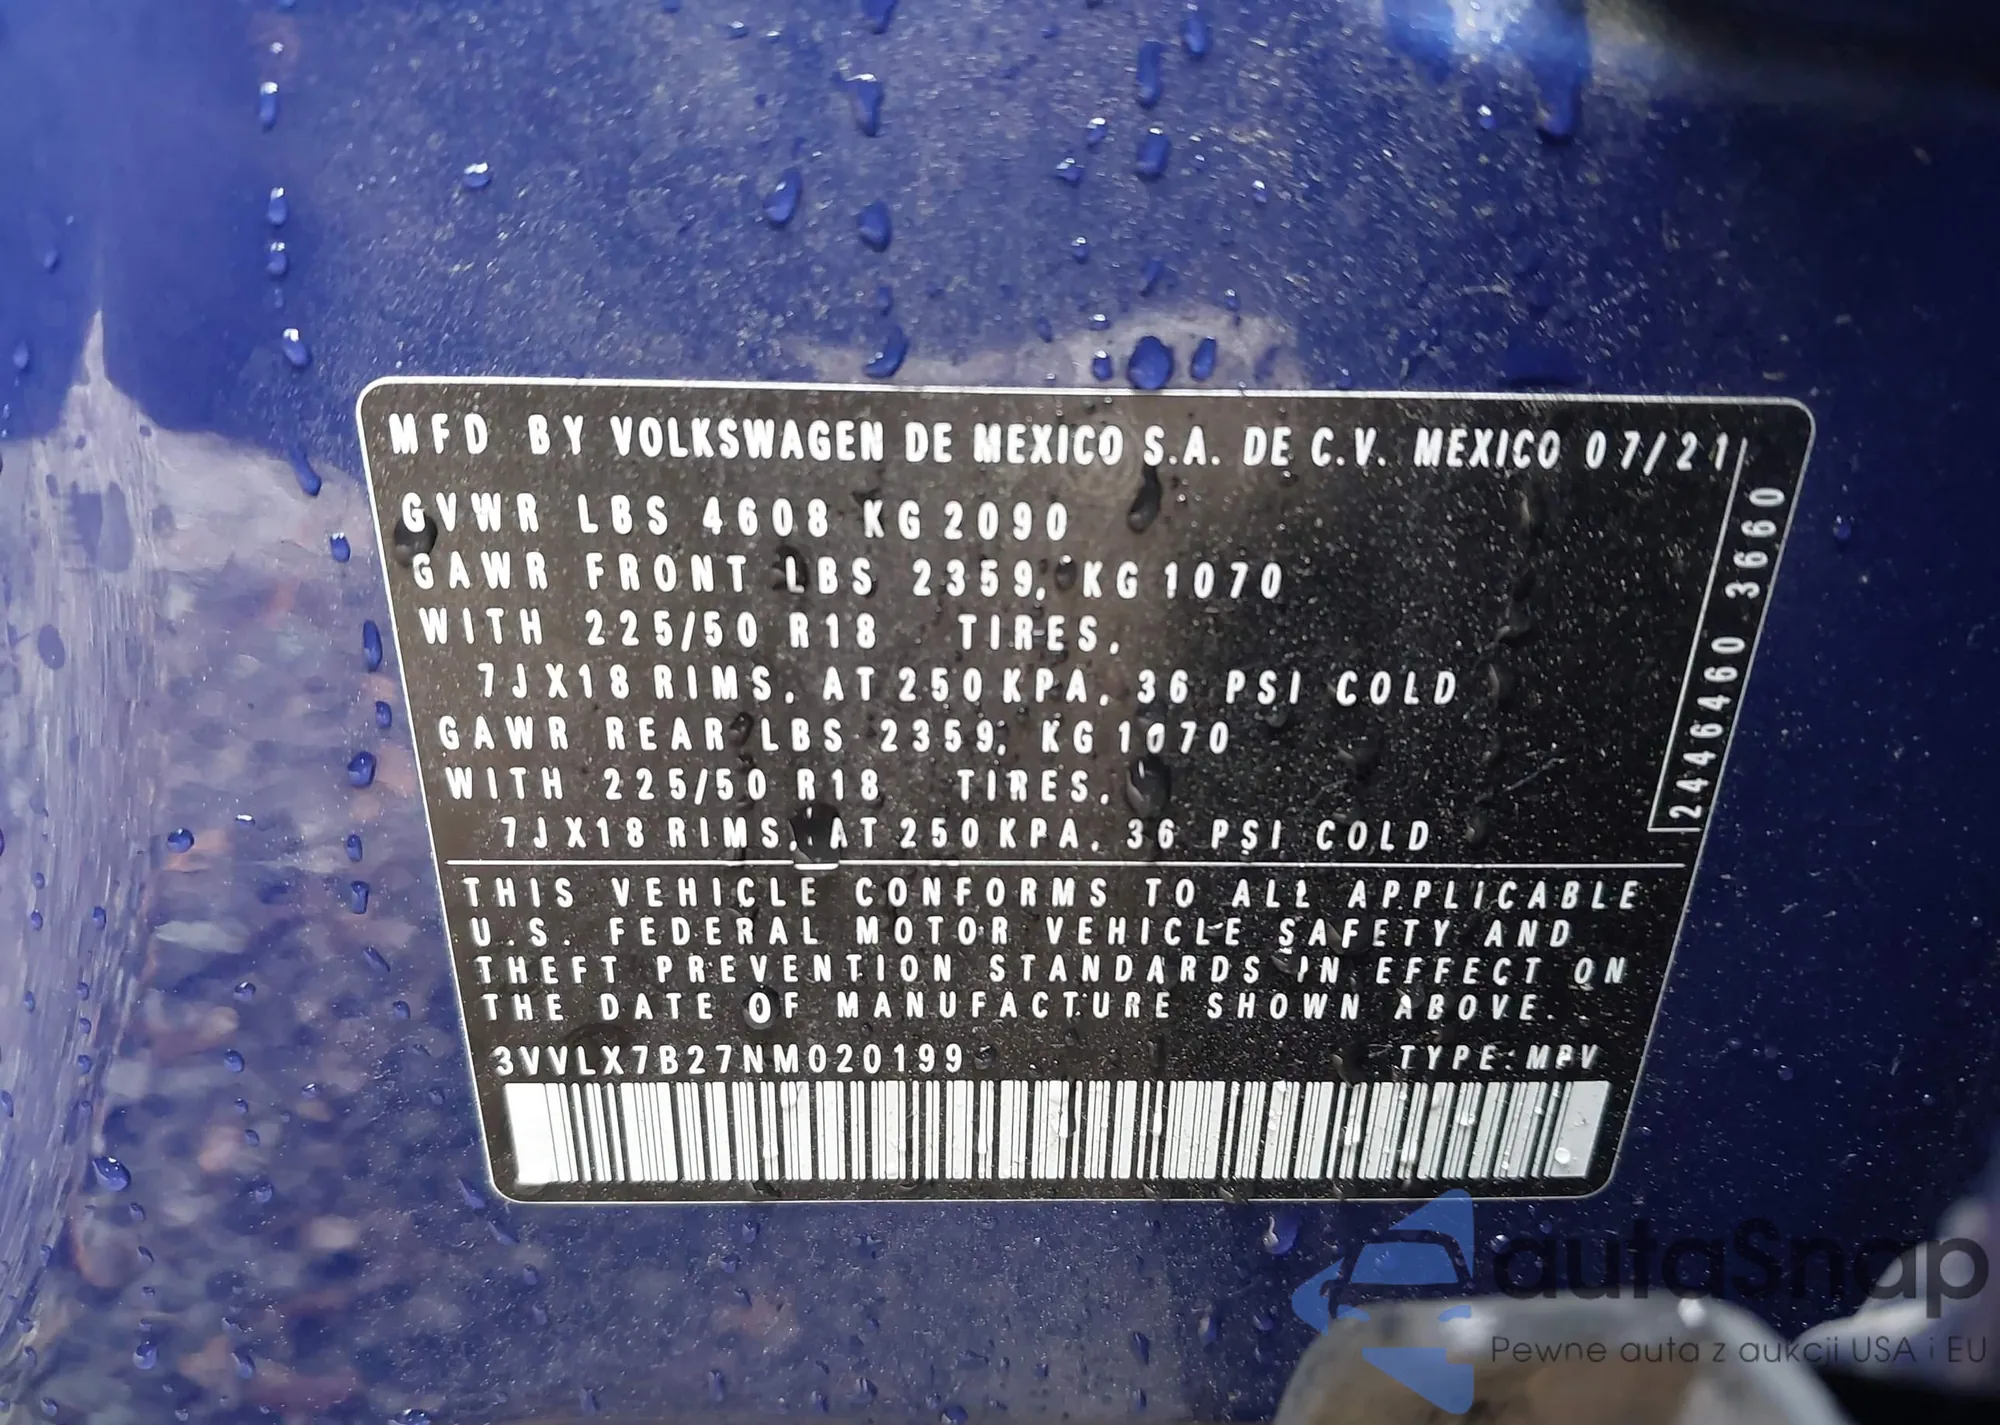 MFD BY VOLKSWAGEN DE MEXICO S.A. DE C.V. MEXICO 07/21
GVWR LBS 4608 KG 2090
GAWR FRONT LBS 2359, KG 1070
WITH 225/50 R18 TIRES,
7JX18 RIMS, AT 250 KPA, 36 PSI COLD
GAWR REAR LBS 2359, KG 1070
WITH 225/50 R18 TIRES,
7JX18 RIMS, AT 250 KPA, 36 PSI COLD
2446460 3660
THIS VEHICLE CONFORMS TO ALL APPLICABLE
U.S. FEDERAL MOTOR VEHICLE SAFETY AND
THEFT PREVENTION STANDARDS IN EFFECT ON
THE DATE OF MANUFACTURE SHOWN ABOVE.
3VVLX7B27NM020199 TYPE: MPV
autaSnap
Pewne auta z aukcji USA i EU